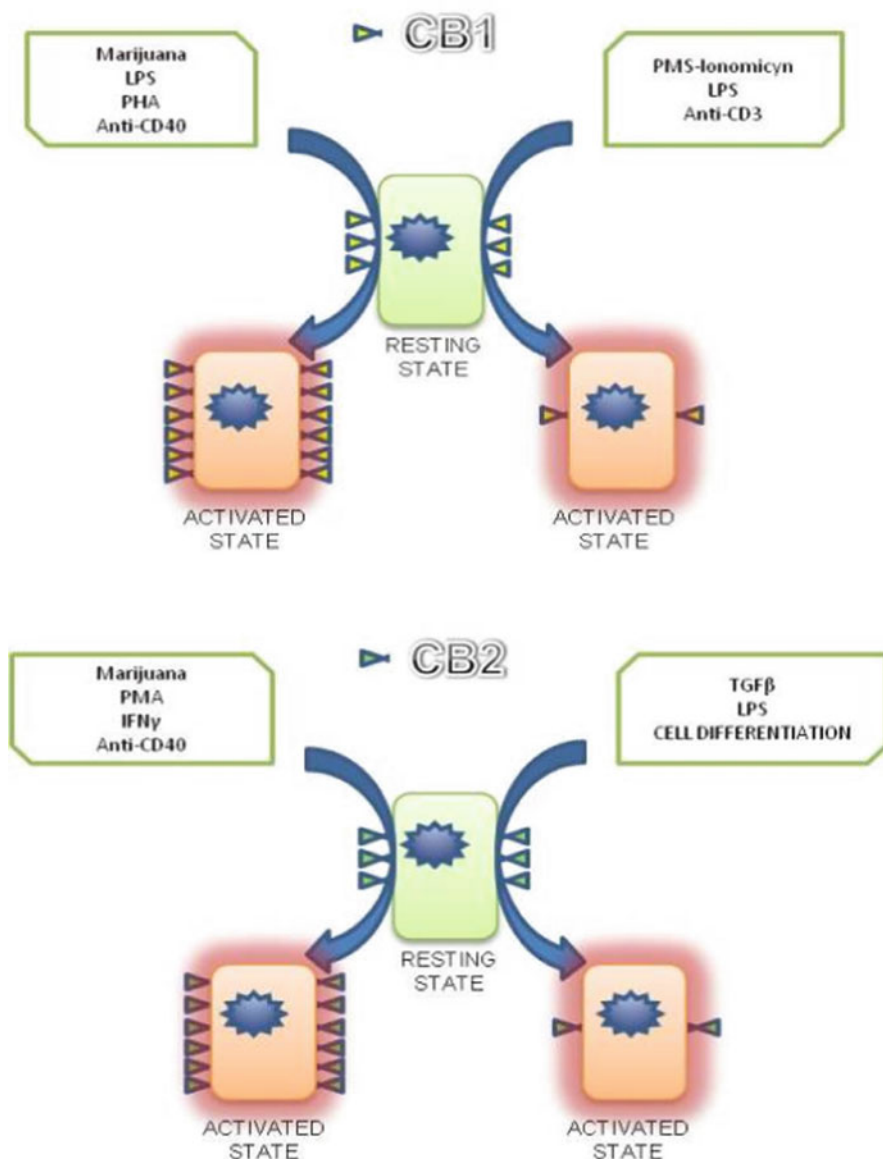 CB1
Marijuana
LPS
PHA
Anti-CD40
PMS-Ionomicyn
LPS
Anti-CD3
RESTING
STATE
ACTIVATED
STATE
ACTIVATED
STATE
CB2
Marijuana
PMA
IFNγ
Anti-CD40
TGFβ
LPS
CELL DIFFERENTIATION
RESTING
STATE
ACTIVATED
STATE
ACTIVATED
STATE